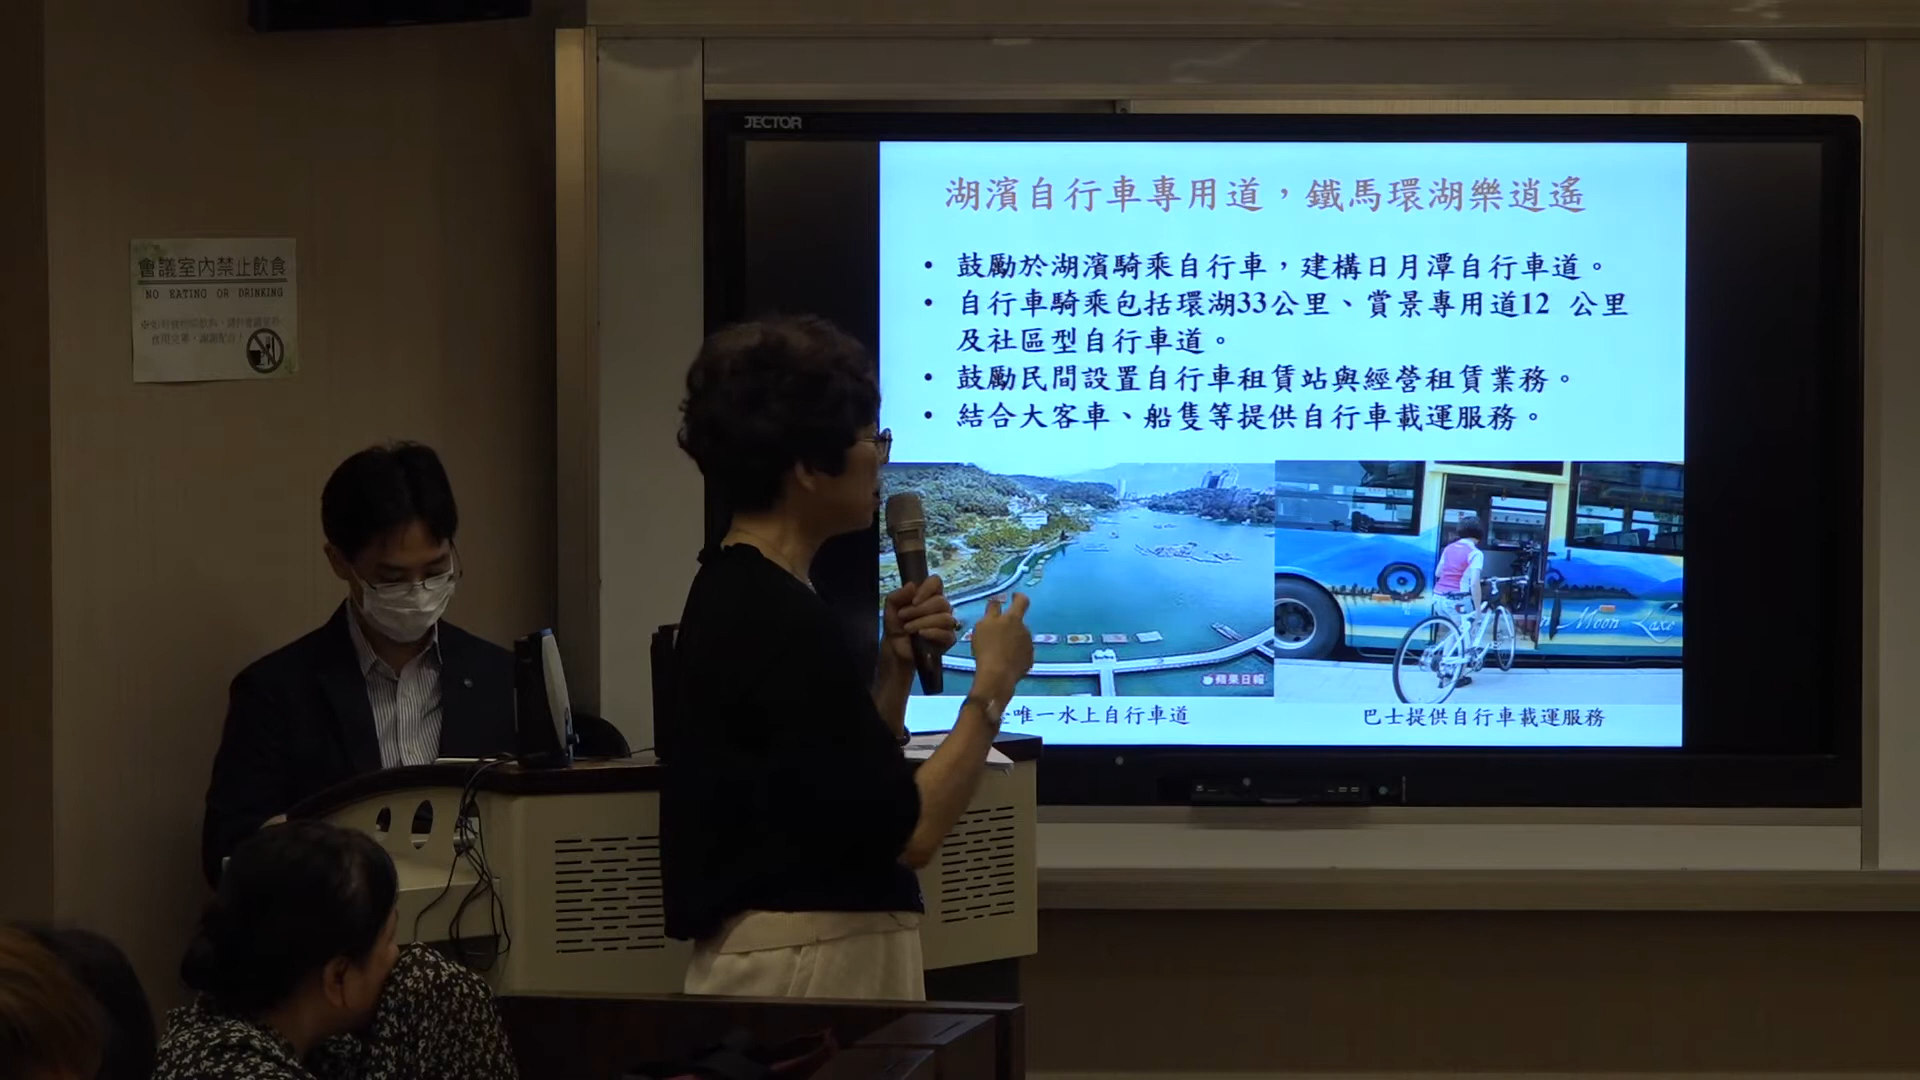 JECTOR
湖濱自行車專用道，鐵馬環湖樂逍遙
• 鼓勵於湖濱騎乘自行車，建構日月潭自行車道。
• 自行車騎乘包括環湖33公里、賞景專用道12 公里
及社區型自行車道。
• 鼓勵民間設置自行車租賃站與經營租賃業務。
• 結合大客車、船隻等提供自行車載運服務。
Moon Lake
蘋果日報
唯一水上自行車道
巴士提供自行車載運服務
會議室內禁止飲食
NO EATING OR DRINKING